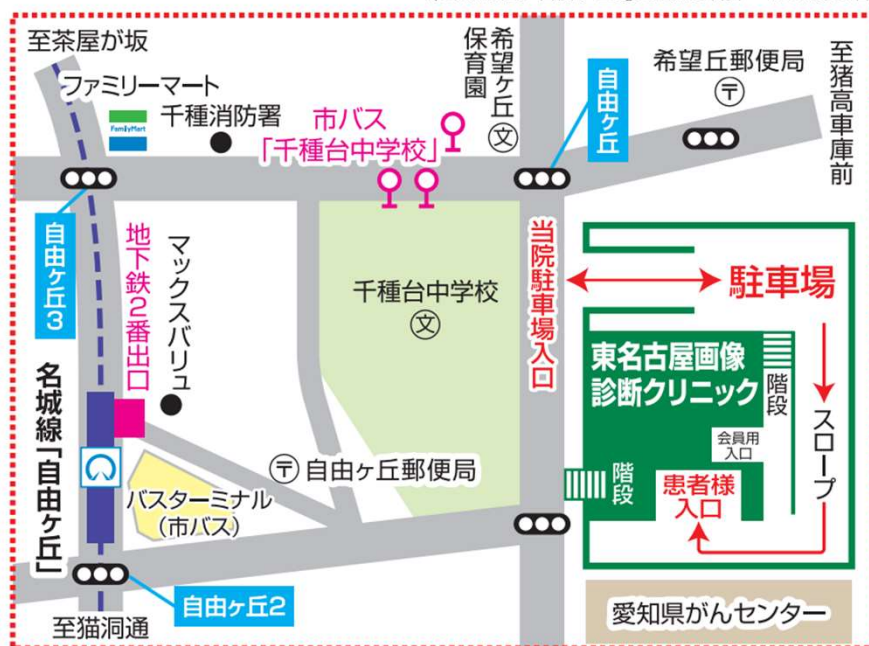 至茶屋が坂
ファミリーマート
FamilyMart
千種消防署
市バス
「千種台中学校」
希望ヶ丘
保育園
文
自由ヶ丘
希望丘郵便局
〒
至猪高車庫前
自由ヶ丘3
地下鉄2番出口
マックスバリュ
千種台中学校
文
当院駐車場入口
駐車場
東名古屋画像
診断クリニック
階段
会員用
入口
スロープ
階段
患者様
入口
名城線「自由ヶ丘」
〒自由ヶ丘郵便局
バスターミナル
(市バス)
自由ヶ丘2
至猫洞通
愛知県がんセンター